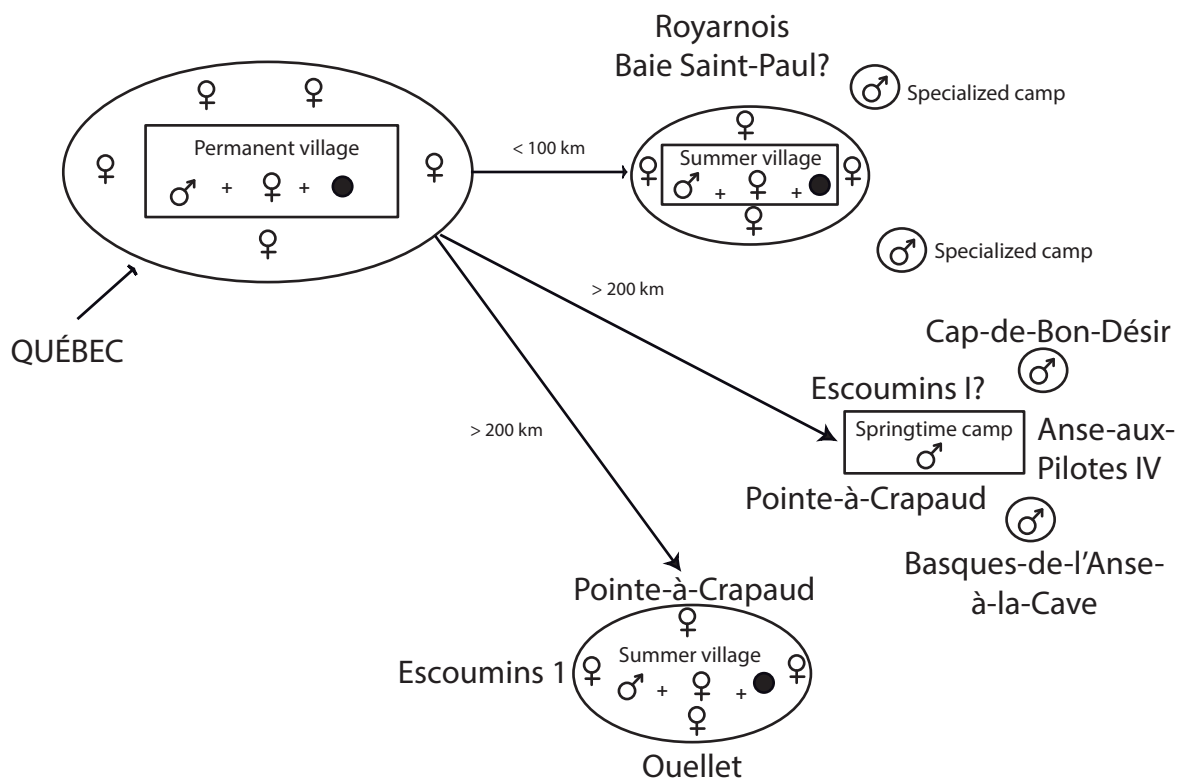 Royarnois
Baie Saint-Paul?
Specialized camp
Permanent village
+ +
< 100 km
Summer village
+ +
Specialized camp
> 200 km
QUÉBEC
Cap-de-Bon-Désir
Escoumins I?
> 200 km
Springtime camp
Anse-aux-
Pilotes IV
Pointe-à-Crapaud
Basques-de-l'Anse-
à-la-Cave
Pointe-à-Crapaud
Summer village
+ +
Escoumins 1
Ouellet